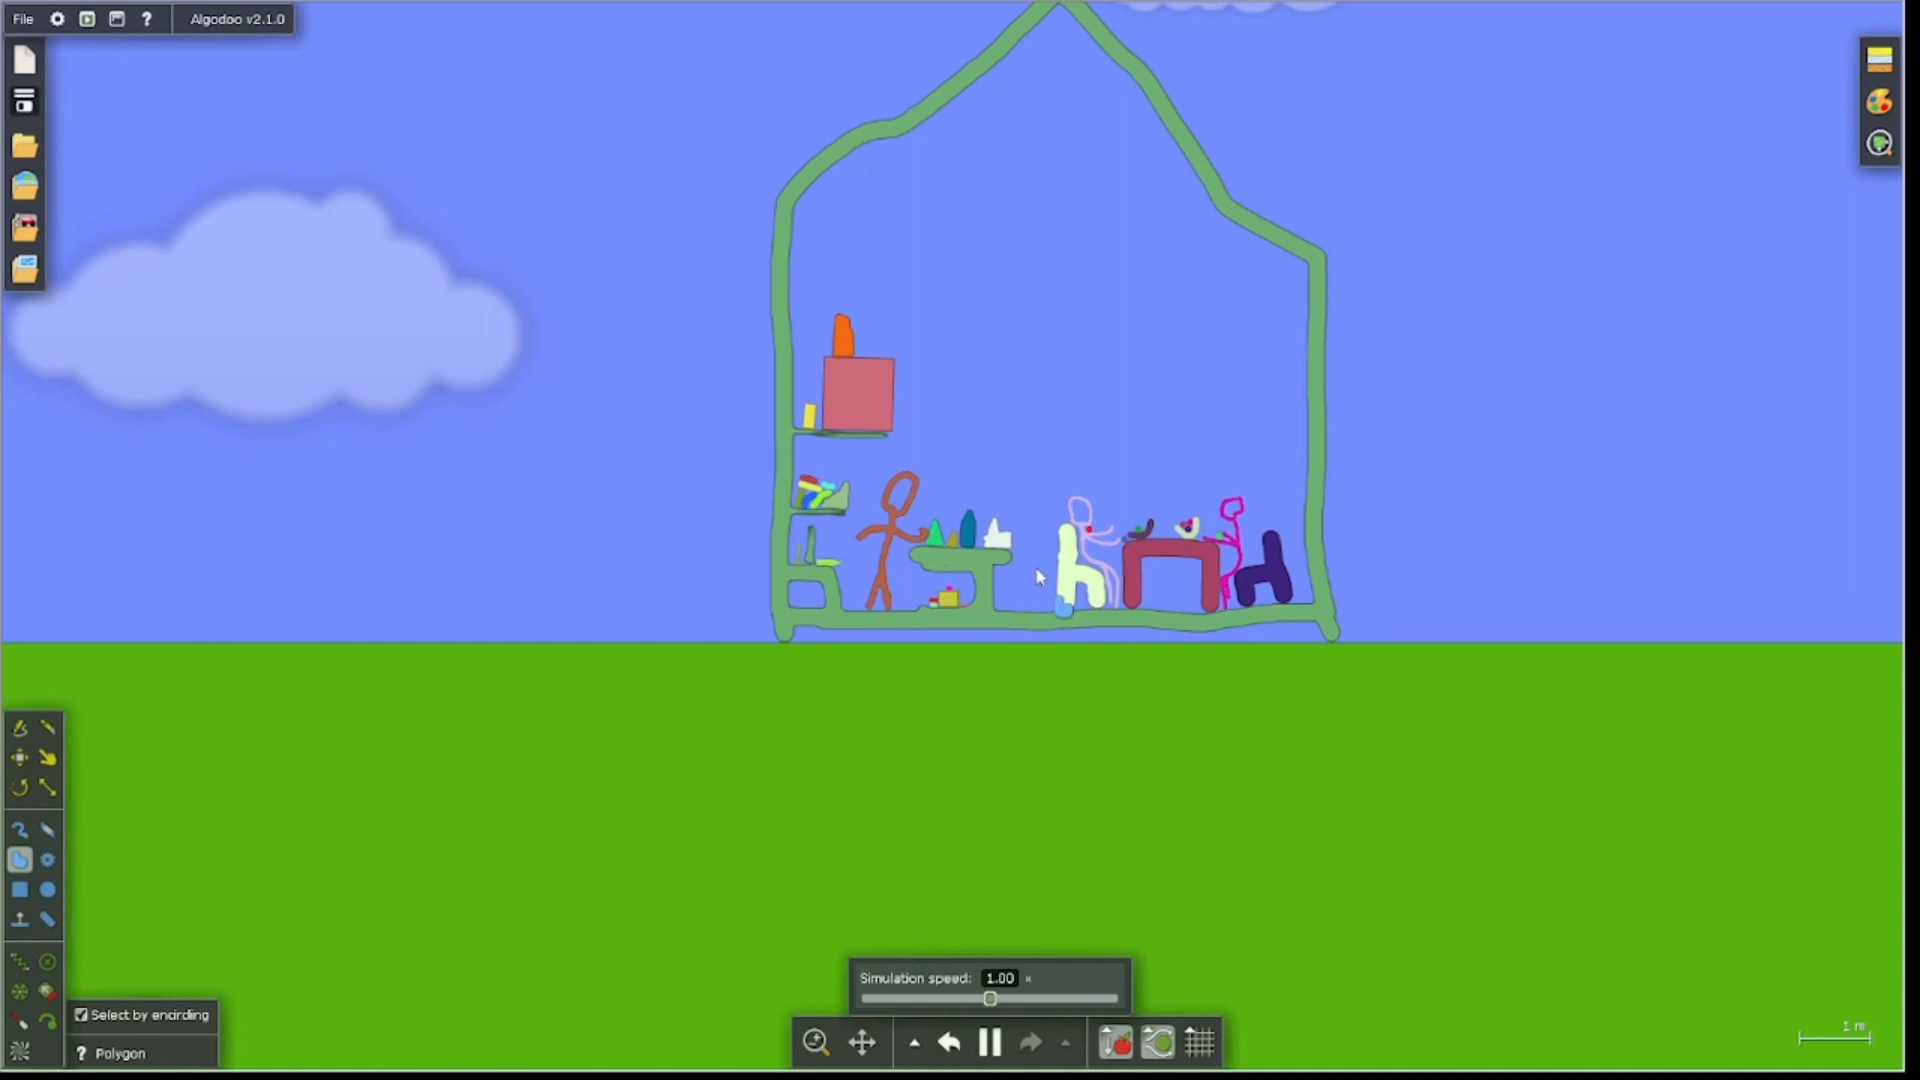 File ? Algodoo v2.1.0
Simulation speed: 1.00 x
Select by encircling
? Polygon
1 m